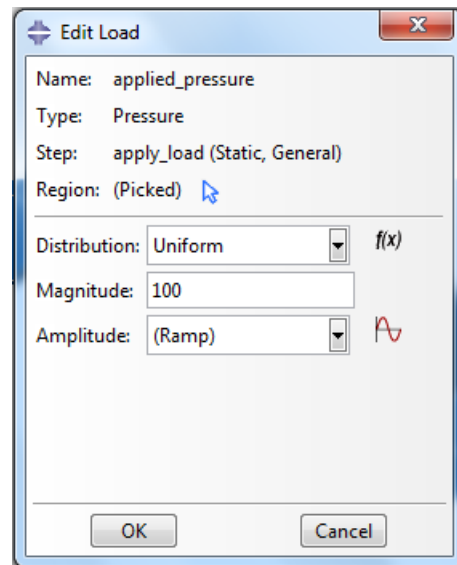 Edit Load
Name: applied_pressure
Type: Pressure
Step: apply_load (Static, General)
Region: (Picked)
Distribution: Uniform f(x)
Magnitude: 100
Amplitude: (Ramp)
OK Cancel